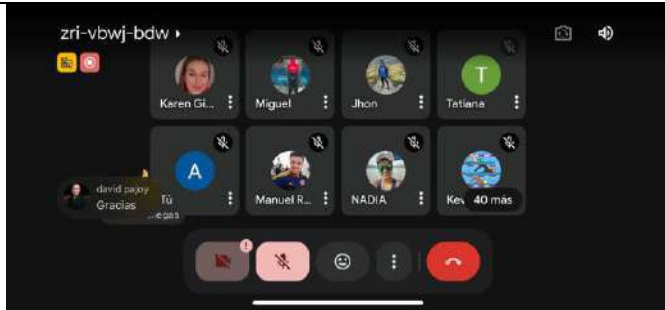 zri-vbwj-bdw
Karen Gi...
Miguel
Jhon
Tatiana
T
A
Tú
Manuel R...
NADIA
Kev
40 más
david pajoy
Gracias